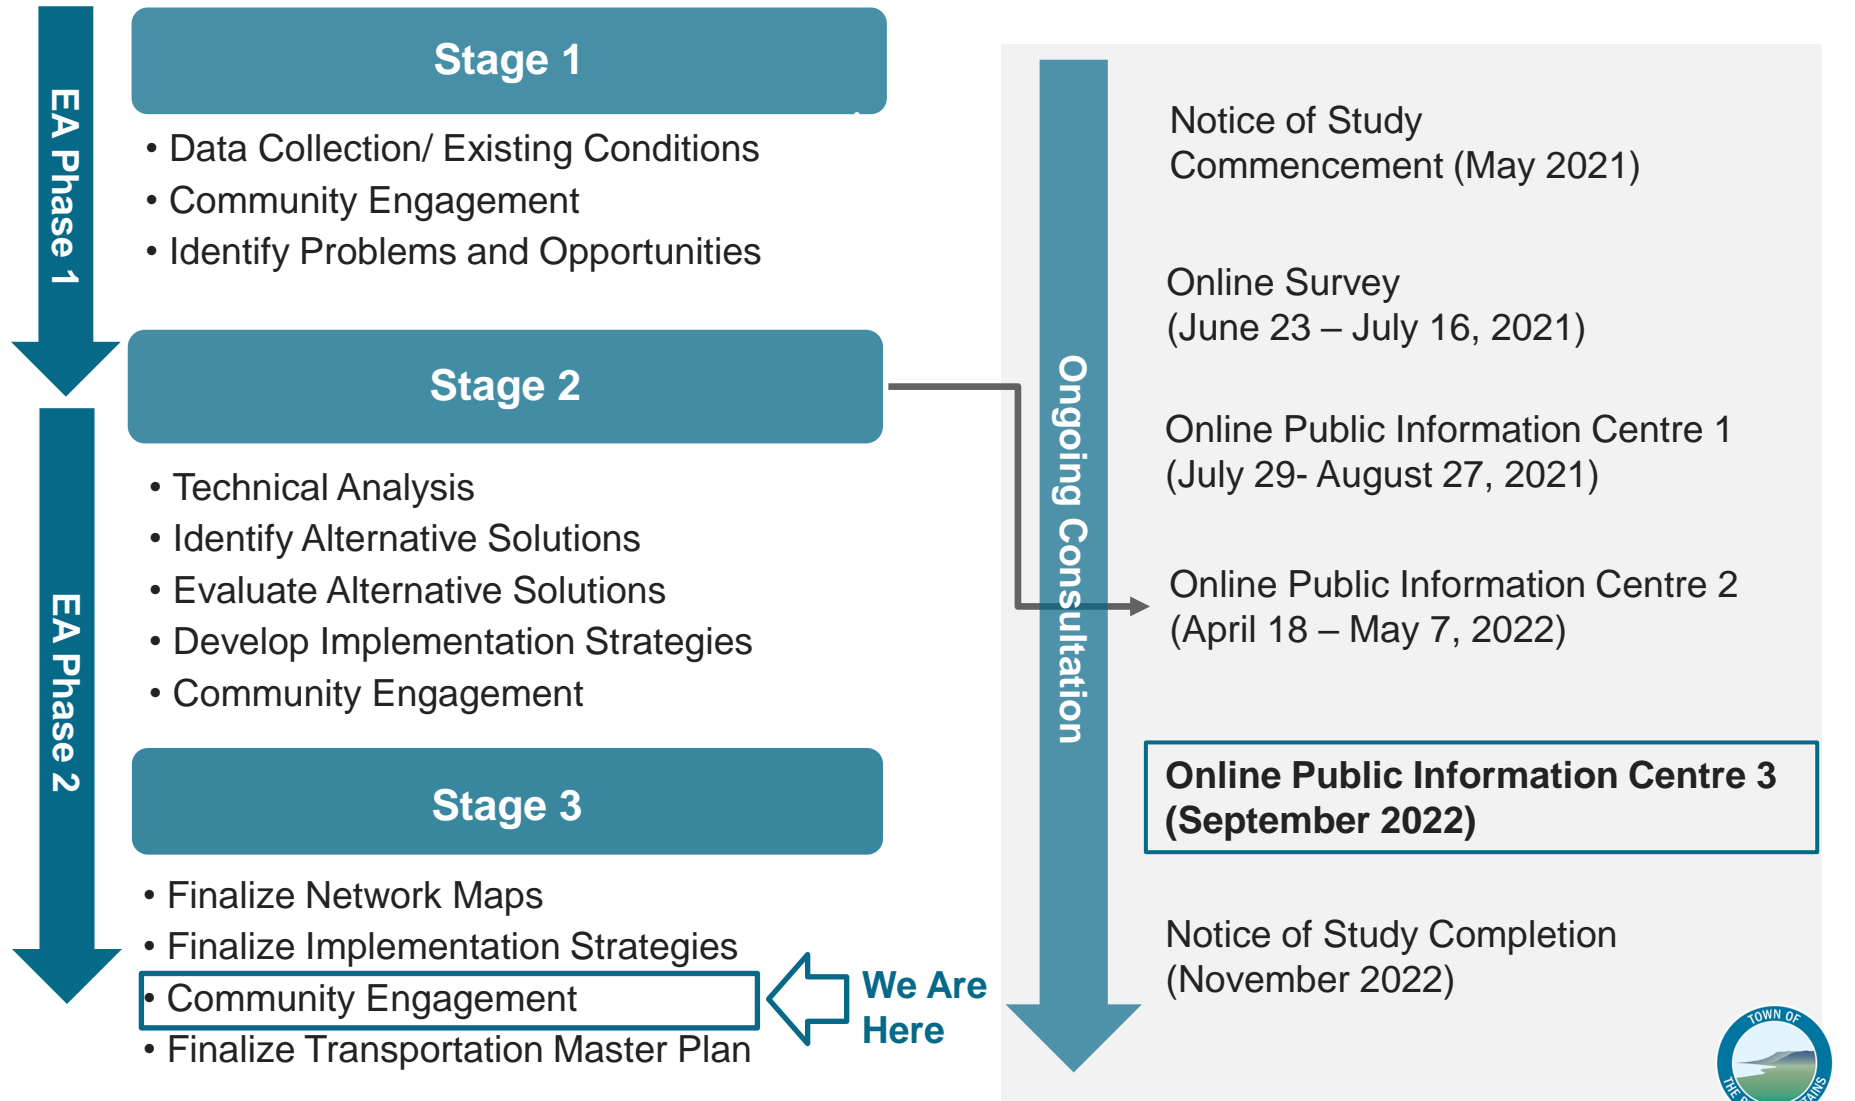 EA Phase 1
Stage 1
• Data Collection/ Existing Conditions
• Community Engagement
• Identify Problems and Opportunities
EA Phase 2
Stage 2
• Technical Analysis
• Identify Alternative Solutions
• Evaluate Alternative Solutions
• Develop Implementation Strategies
• Community Engagement
Stage 3
• Finalize Network Maps
• Finalize Implementation Strategies
• Community Engagement
We Are
Here
• Finalize Transportation Master Plan
Ongoing Consultation
Notice of Study
Commencement (May 2021)
Online Survey
(June 23 – July 16, 2021)
Online Public Information Centre 1
(July 29- August 27, 2021)
Online Public Information Centre 2
(April 18 – May 7, 2022)
Online Public Information Centre 3
(September 2022)
Notice of Study Completion
(November 2022)
TOWN OF
THE